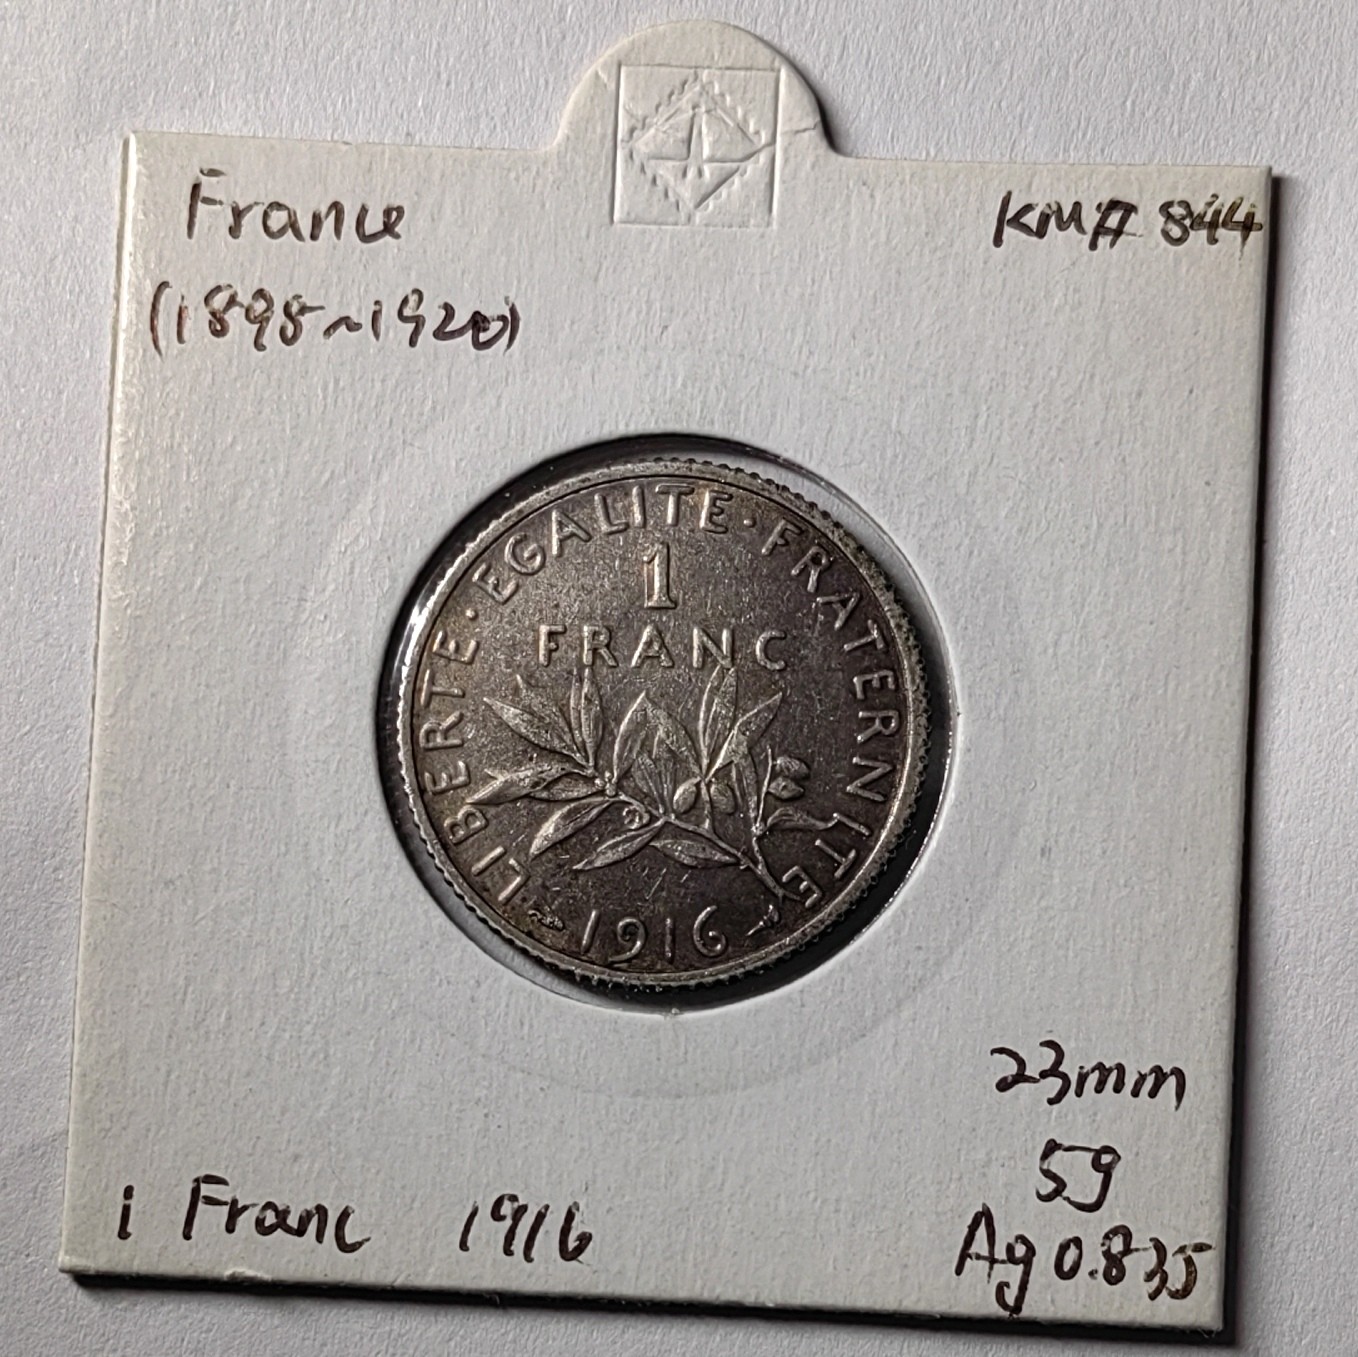 France
KM# 844
(1898~1920)
LIBERTE · EGALITE · FRATERNITE
1
FRANC
1916
23mm
5g
1 Franc 1916
Ag 0.835